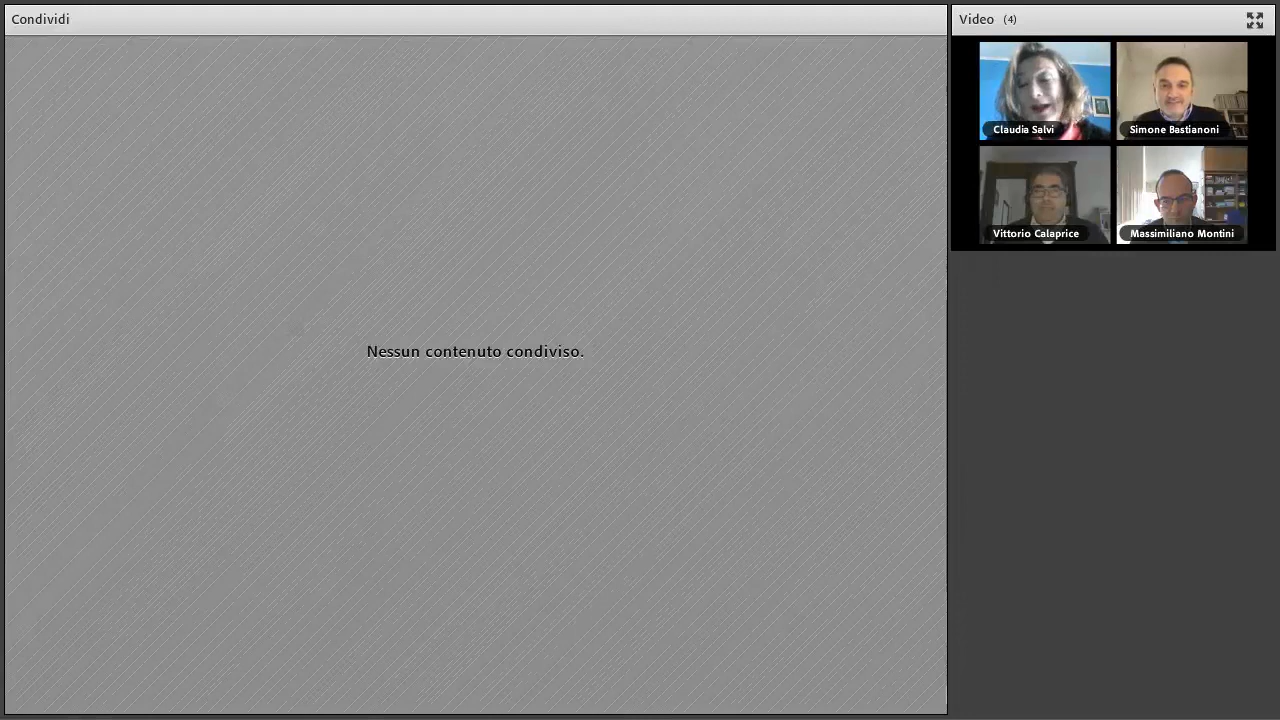 Condividi
Video (4)
Claudia Salvi
Simone Bastianoni
Vittorio Calaprice
Massimiliano Montini
Nessun contenuto condiviso.